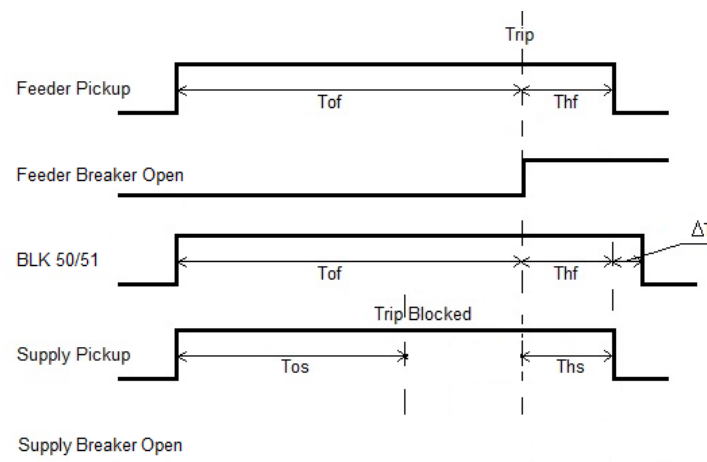 Trip
Feeder Pickup
Tof
Thf
Feeder Breaker Open
BLK 50/51
Tof
Thf
Trip Blocked
Supply Pickup
Tos
Ths
Supply Breaker Open